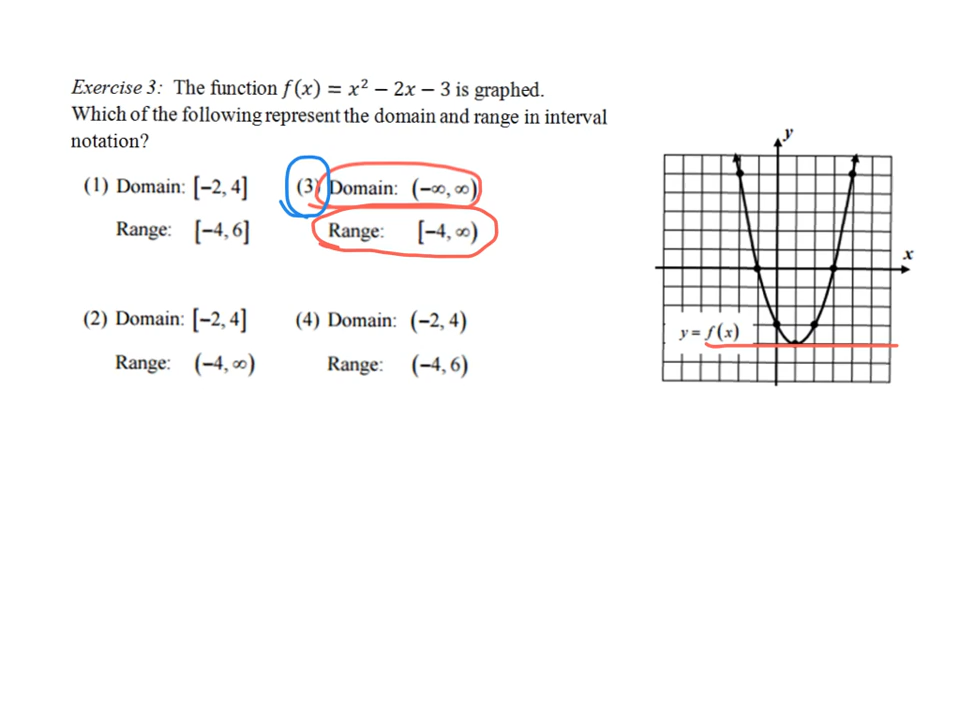 Exercise 3: The function f(x) = x² − 2x − 3 is graphed.
Which of the following represent the domain and range in interval
notation?
(1) Domain: [−2, 4] (3) Domain: (−∞, ∞)
Range: [−4, 6] Range: [−4, ∞)
(2) Domain: [−2, 4] (4) Domain: (−2, 4)
Range: (−4, ∞) Range: (−4, 6)
y
x
y = f(x)